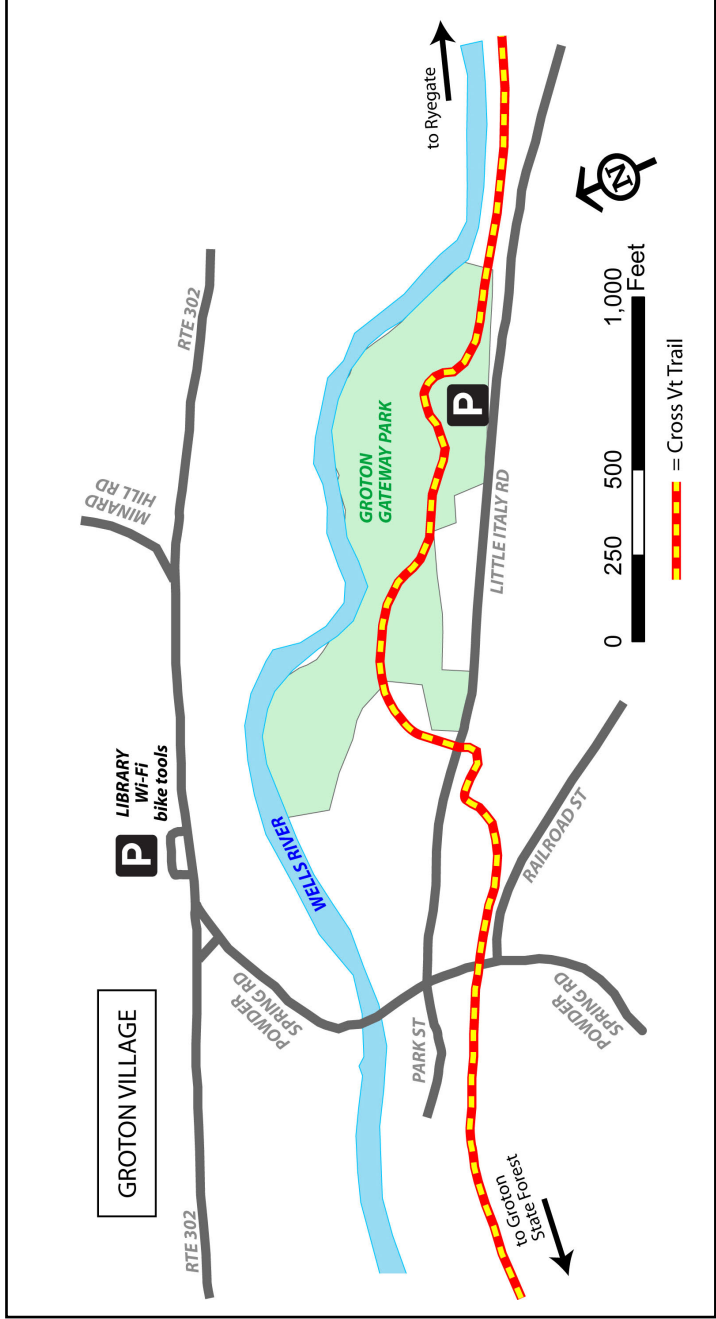 GROTON VILLAGE
RTE 302
RTE 302
MINARD
HILL RD
P
LIBRARY
Wi-Fi
bike tools
POWDER
SPRING RD
WELLS RIVER
GROTON
GATEWAY PARK
to Ryegate
PARK ST
LITTLE ITALY RD
P
RAILROAD ST
POWDER
SPRING RD
to Groton
State Forest
N
0
250
500
1,000
Feet
= Cross Vt Trail